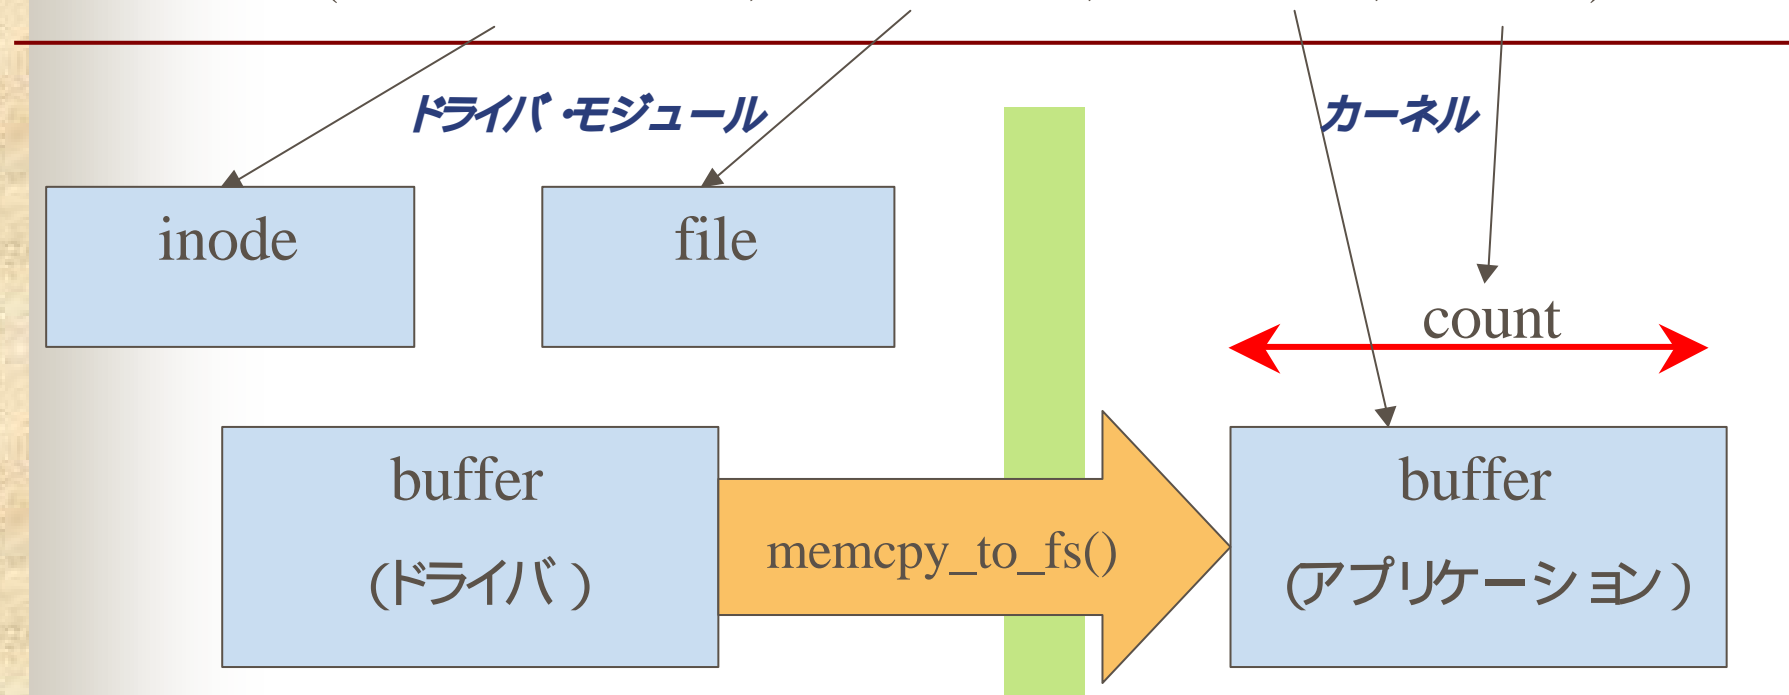 ドライバ・モジュール
カーネル
inode
file
count
buffer
(ドライバ)
memcpy_to_fs()
buffer
(アプリケーション)